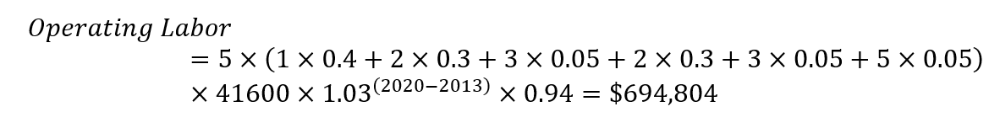 Operating Labor
= 5 × (1 × 0.4 + 2 × 0.3 + 3 × 0.05 + 2 × 0.3 + 3 × 0.05 + 5 × 0.05)
× 41600 × 1.03^(2020−2013) × 0.94 = $694,804